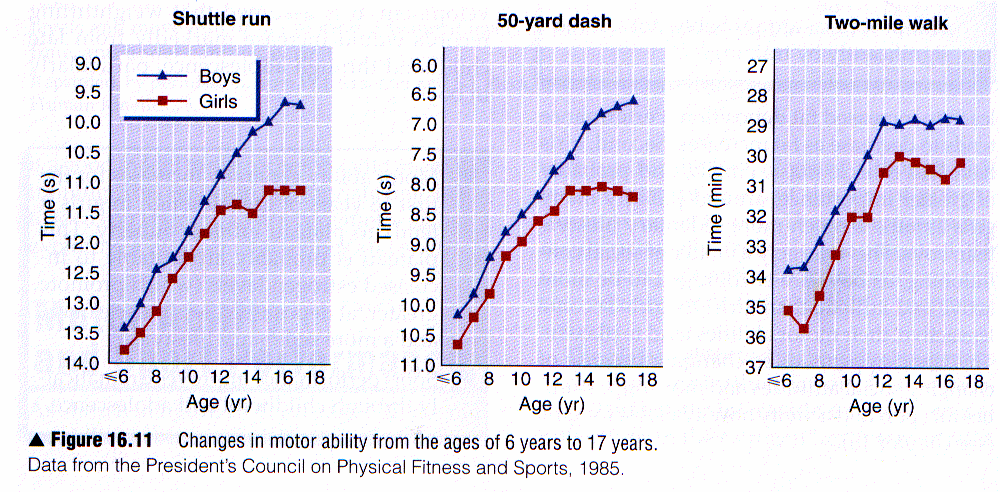 Shuttle run
9.0
9.5
10.0
10.5
11.0
11.5
12.0
12.5
13.0
13.5
14.0
Time (s)
Boys
Girls
≤6 8 10 12 14 16 18
Age (yr)
50-yard dash
6.0
6.5
7.0
7.5
8.0
8.5
9.0
9.5
10.0
10.5
11.0
Time (s)
≤6 8 10 12 14 16 18
Age (yr)
Two-mile walk
27
28
29
30
31
32
33
34
35
36
37
Time (min)
≤6 8 10 12 14 16 18
Age (yr)
▲ Figure 16.11 Changes in motor ability from the ages of 6 years to 17 years.
Data from the President's Council on Physical Fitness and Sports, 1985.